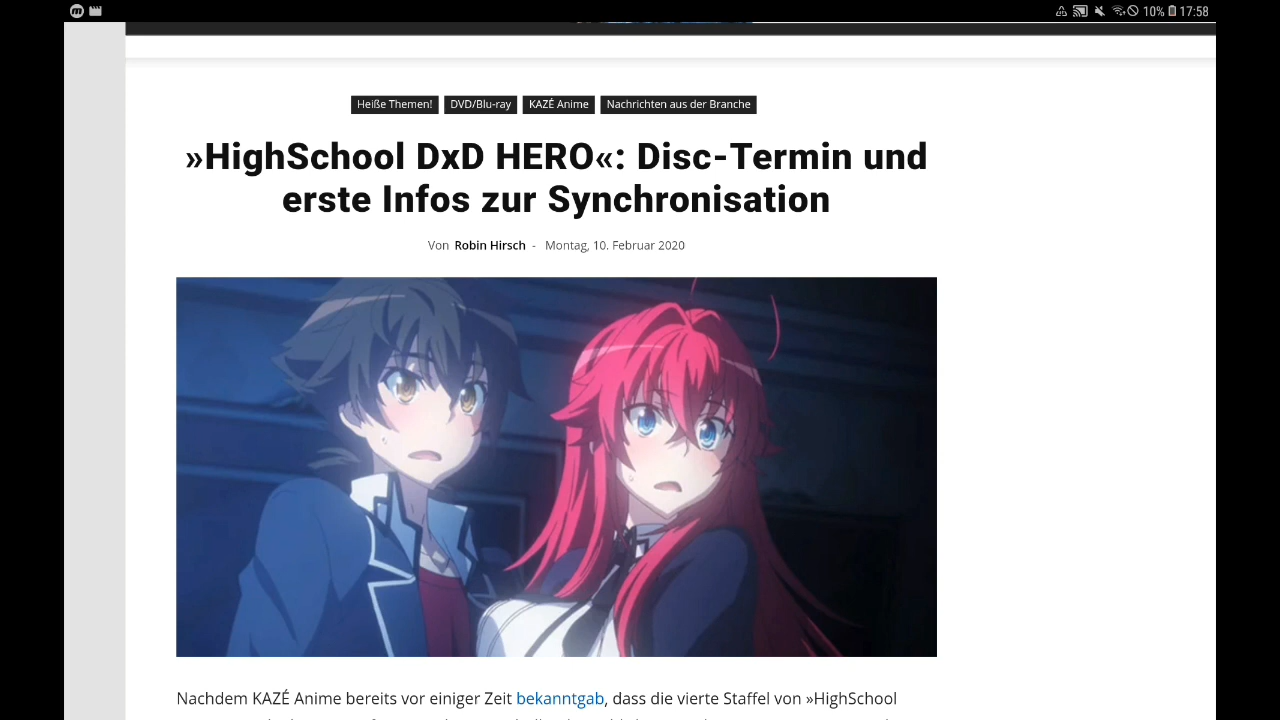 10% 17:58
Heiße Themen! DVD/Blu-ray KAZÉ Anime Nachrichten aus der Branche
»HighSchool DxD HERO«: Disc-Termin und
erste Infos zur Synchronisation
Von Robin Hirsch - Montag, 10. Februar 2020
Nachdem KAZÉ Anime bereits vor einiger Zeit bekanntgab, dass die vierte Staffel von »HighSchool